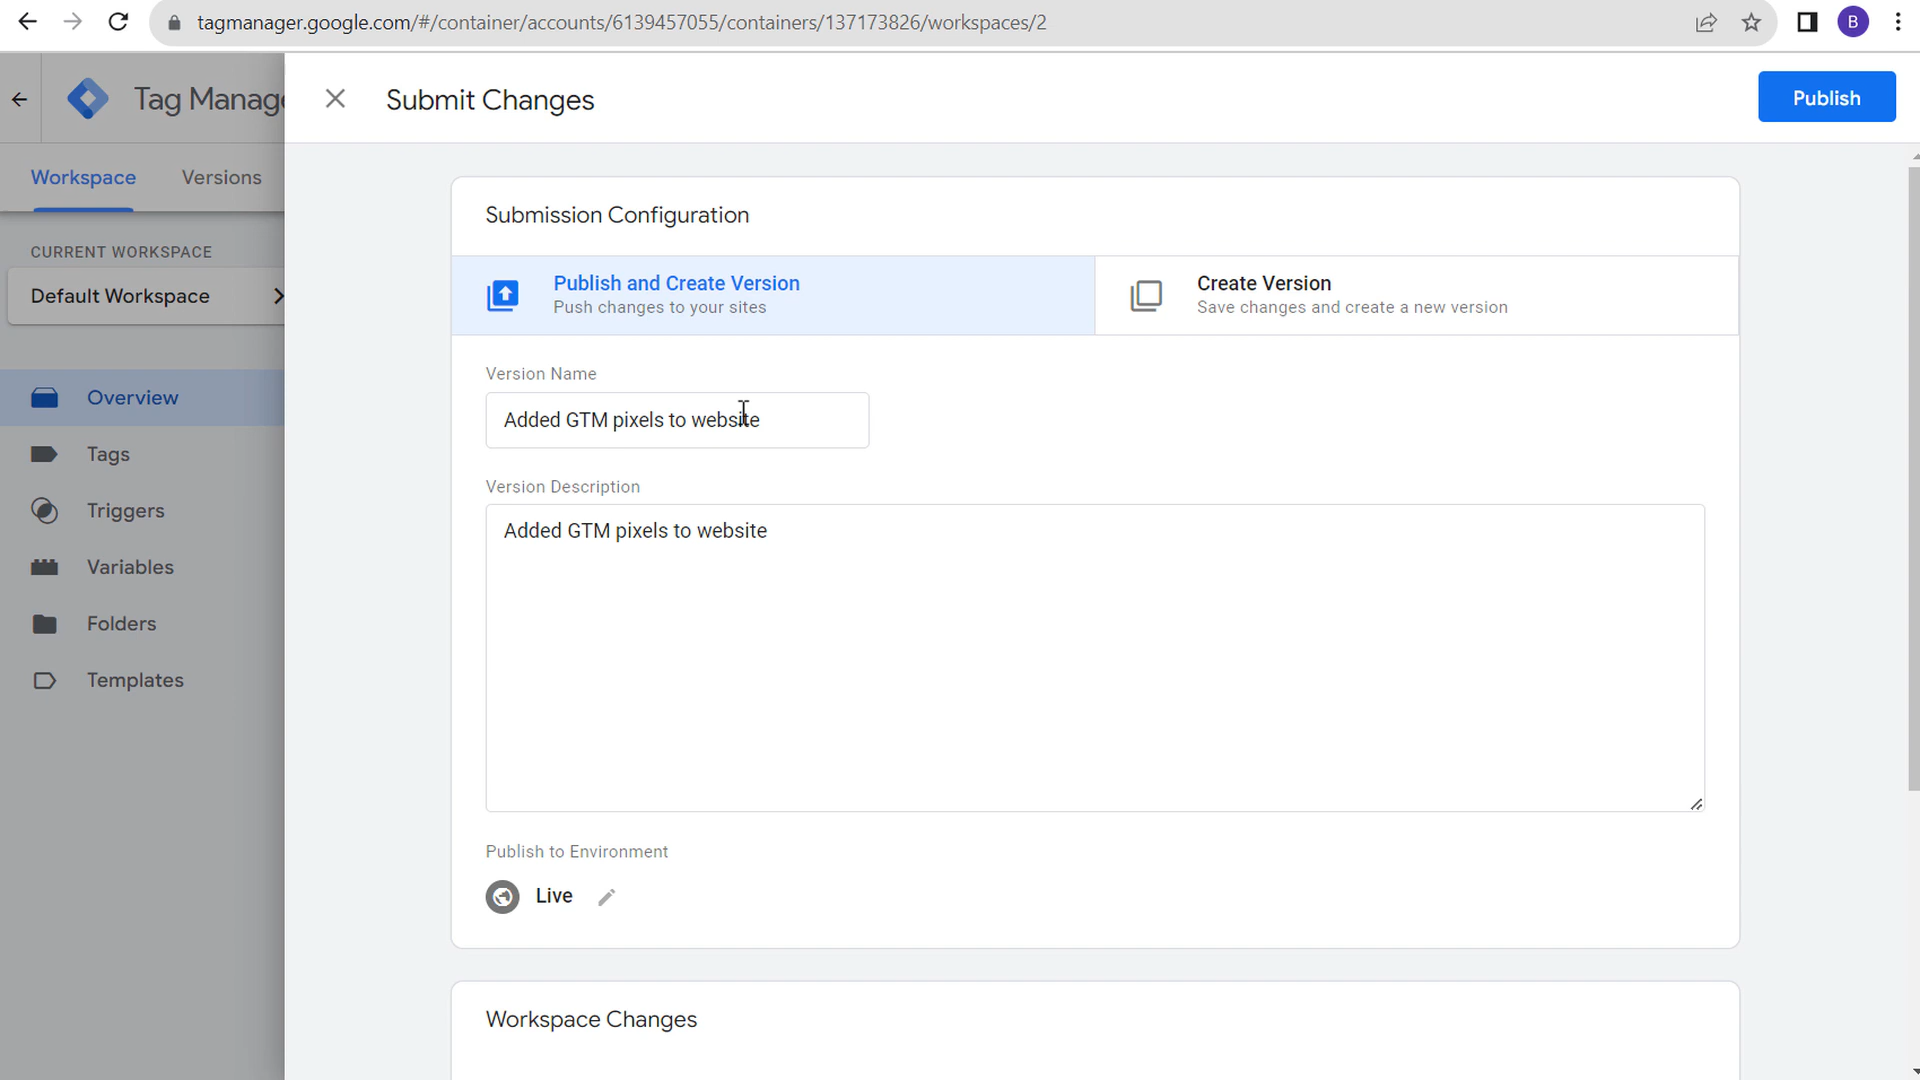 tagmanager.google.com/#/container/accounts/6139457055/containers/137173826/workspaces/2
B
Tag Manage
Submit Changes
Publish
Workspace
Versions
Submission Configuration
CURRENT WORKSPACE
Default Workspace
Publish and Create Version
Push changes to your sites
Create Version
Save changes and create a new version
Version Name
Added GTM pixels to website
Overview
Tags
Triggers
Variables
Folders
Templates
Version Description
Added GTM pixels to website
Publish to Environment
Live
Workspace Changes